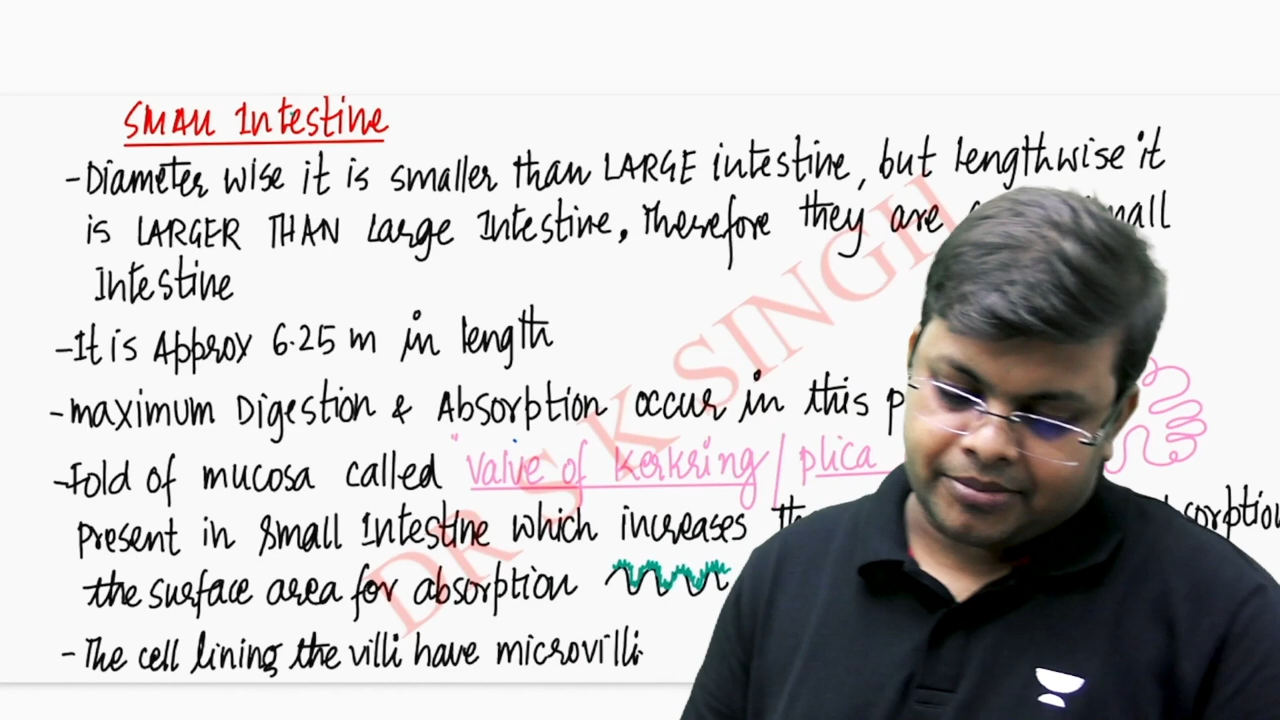 SMALL Intestine
-Diameter wise it is smaller than LARGE intestine, but lengthwise it
is LARGER THAN Large Intestine, Therefore they are
Intestine
-It is Approx 6.25 m in length
-maximum Digestion & Absorption occur in this
-Fold of mucosa called "Valve of Kerkring/plica
present in small Intestine which increases
the surface area for absorption
-The cell lining the villi have microvilli.
DR S K SINGH